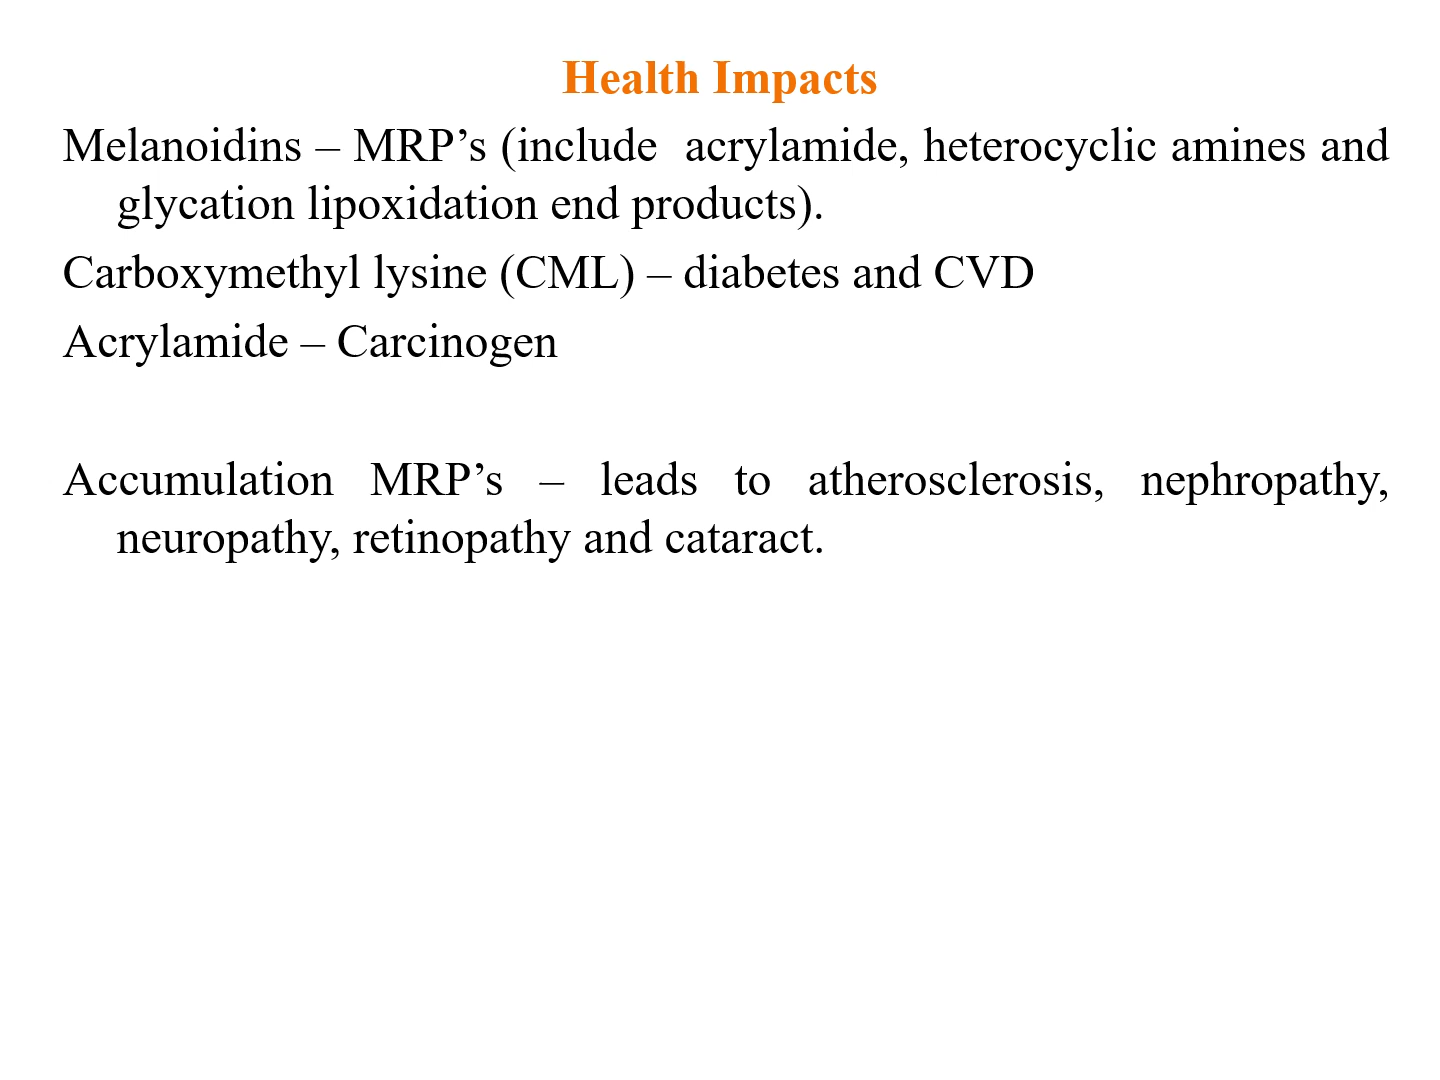 Health Impacts
Melanoidins – MRP’s (include  acrylamide, heterocyclic amines and
glycation lipoxidation end products).
Carboxymethyl lysine (CML) – diabetes and CVD
Acrylamide – Carcinogen
Accumulation MRP’s – leads to atherosclerosis, nephropathy,
neuropathy, retinopathy and cataract.